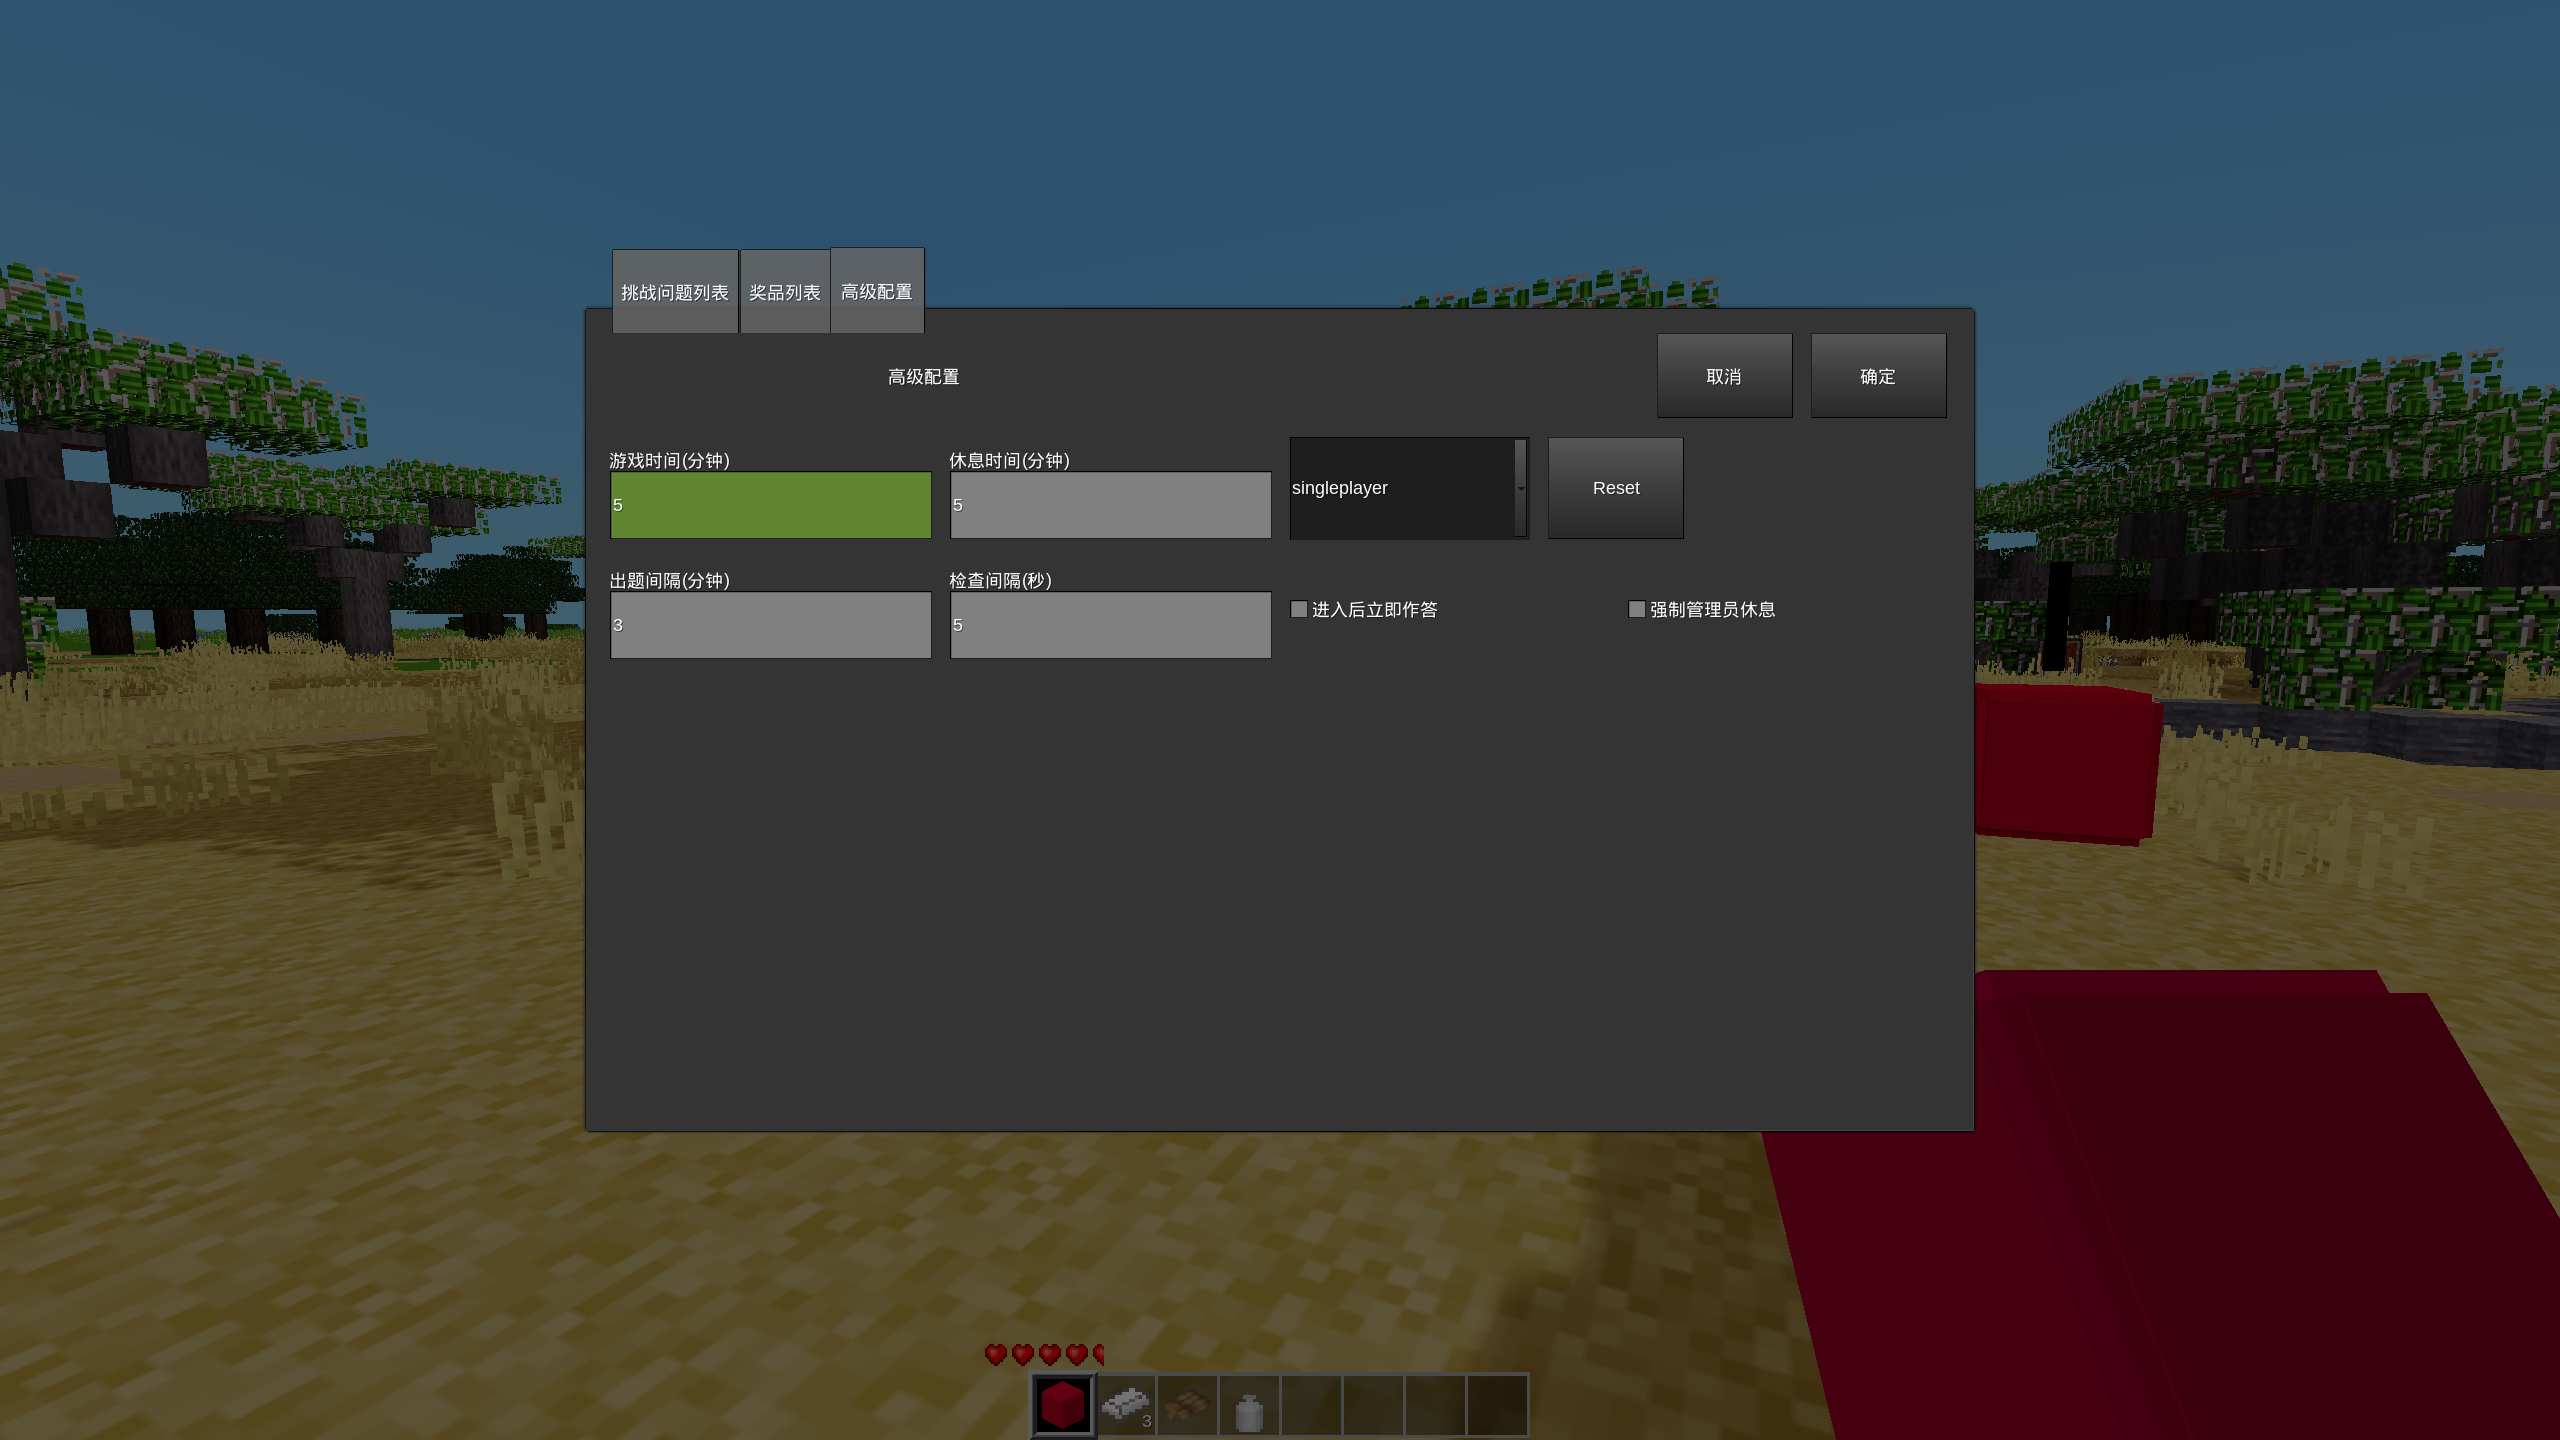 挑战问题列表 奖品列表 高级配置
高级配置 取消 确定
游戏时间(分钟) 休息时间(分钟)
5 5 singleplayer Reset
出题间隔(分钟) 检查间隔(秒)
3 5 进入后立即作答 强制管理员休息
3